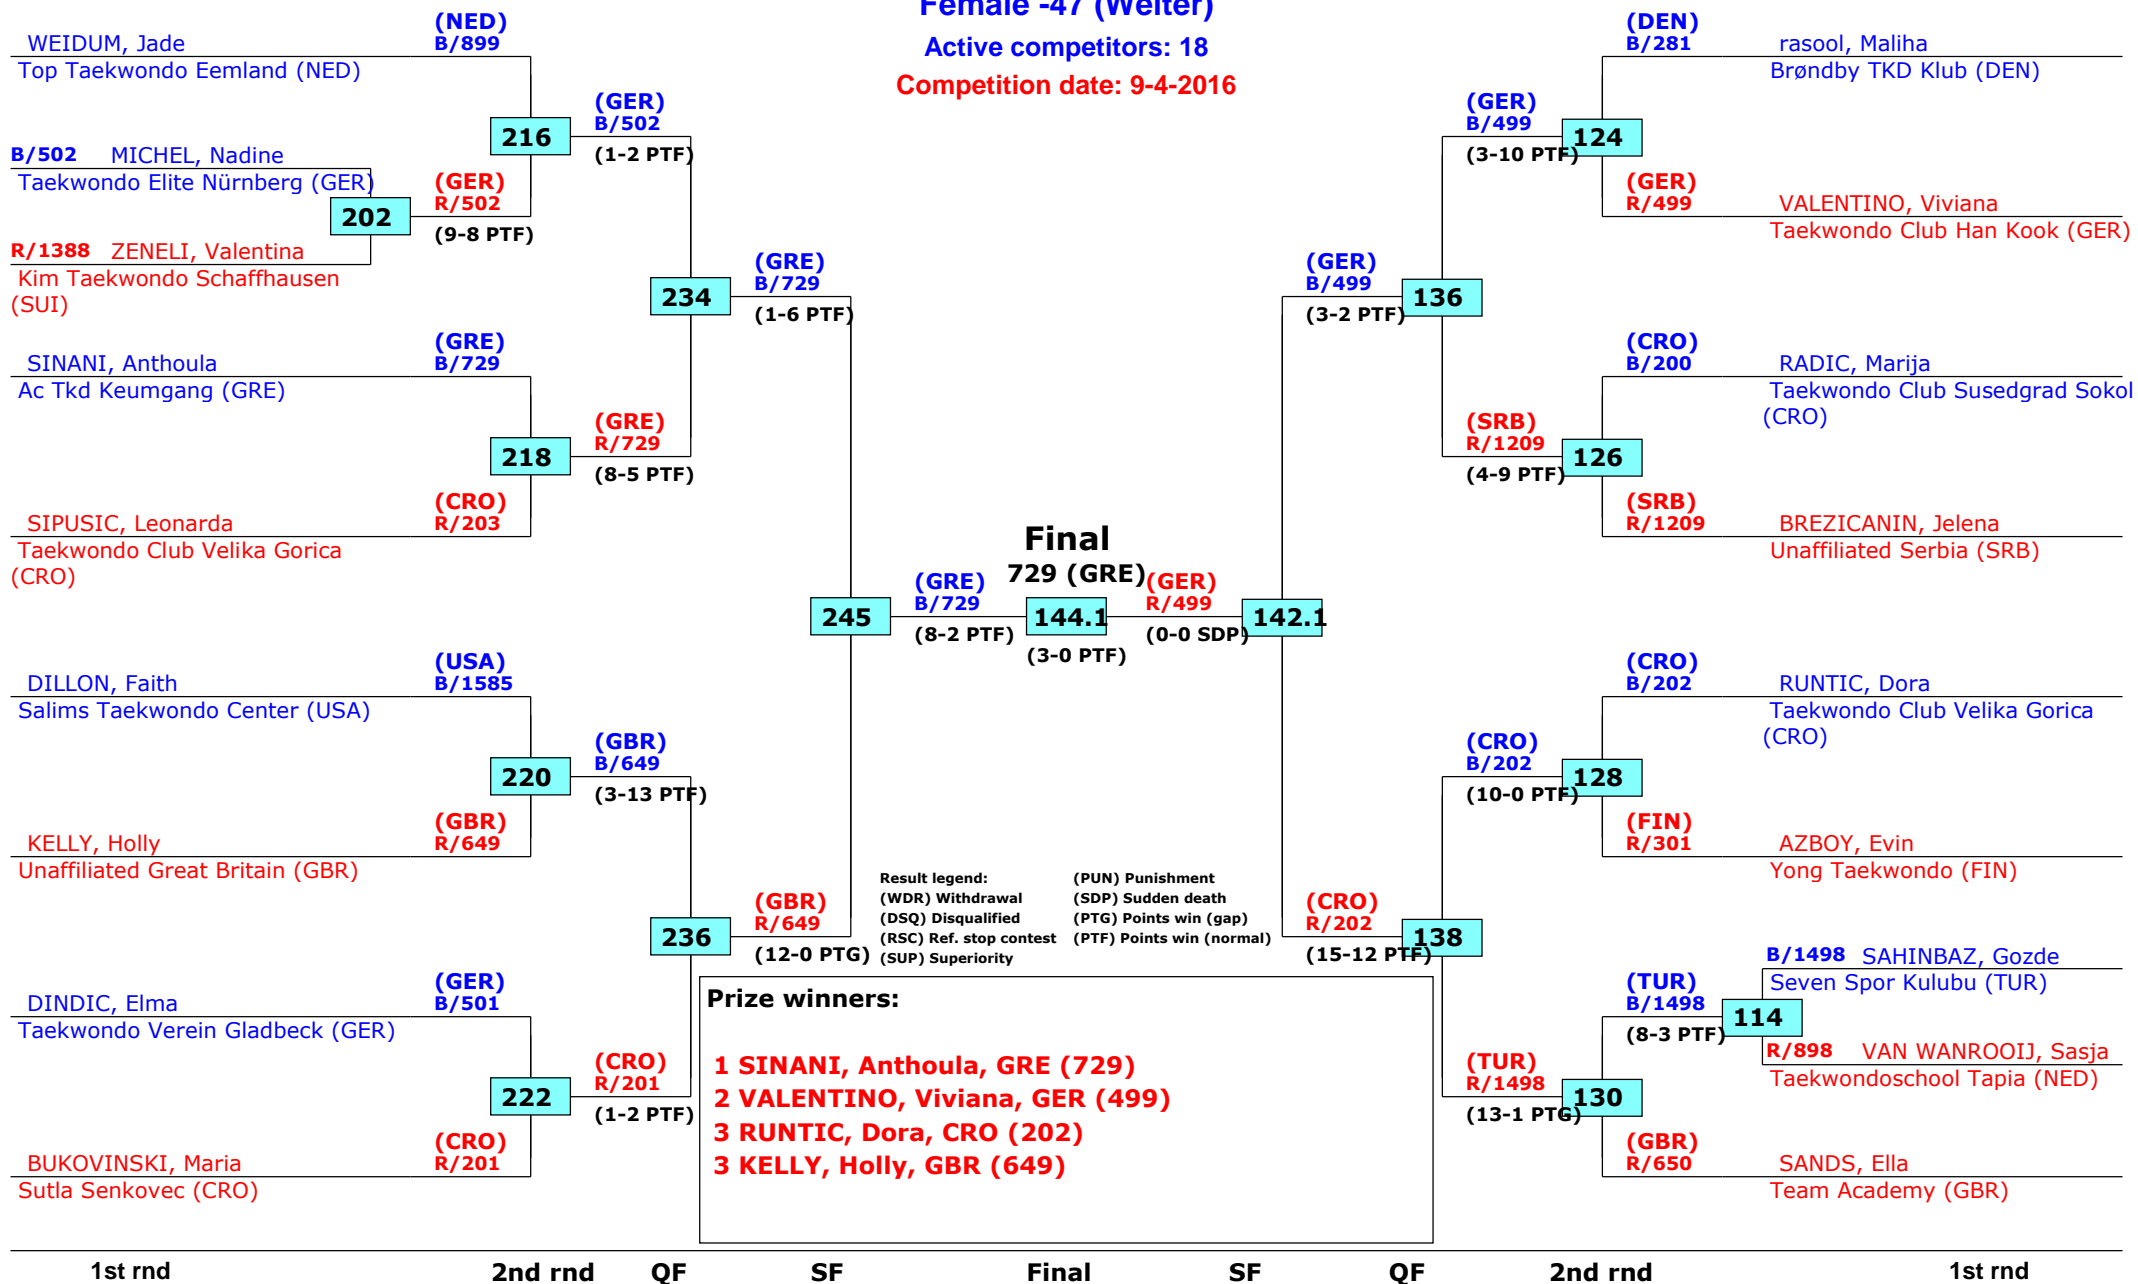 Female -47 (Welter)
Active competitors: 18
Competition date: 9-4-2016
(NED)
B/899
WEIDUM, Jade
Top Taekwondo Eemland (NED)
216
(GER)
B/502
(1-2 PTF)
B/502 MICHEL, Nadine
Taekwondo Elite Nürnberg (GER)
202
(GER)
R/502
(9-8 PTF)
R/1388 ZENELI, Valentina
Kim Taekwondo Schaffhausen
(SUI)
234
(GRE)
B/729
(1-6 PTF)
(GRE)
B/729
SINANI, Anthoula
Ac Tkd Keumgang (GRE)
218
(GRE)
R/729
(8-5 PTF)
(CRO)
R/203
SIPUSIC, Leonarda
Taekwondo Club Velika Gorica
(CRO)
245
(GRE)
B/729
(8-2 PTF)
Final
729 (GRE)
144.1
(3-0 PTF)
(GER)
R/499
(0-0 SDP)
142.1
(USA)
B/1585
DILLON, Faith
Salims Taekwondo Center (USA)
220
(GBR)
B/649
(3-13 PTF)
(GBR)
R/649
KELLY, Holly
Unaffiliated Great Britain (GBR)
236
(GBR)
R/649
(12-0 PTG)
(GER)
B/501
DINDIC, Elma
Taekwondo Verein Gladbeck (GER)
222
(CRO)
R/201
(1-2 PTF)
(CRO)
R/201
BUKOVINSKI, Maria
Sutla Senkovec (CRO)
(DEN)
B/281
rasool, Maliha
Brøndby TKD Klub (DEN)
(GER)
B/499
(3-10 PTF)
124
(GER)
R/499
VALENTINO, Viviana
Taekwondo Club Han Kook (GER)
(GER)
B/499
(3-2 PTF)
136
(CRO)
B/200
RADIC, Marija
Taekwondo Club Susedgrad Sokol
(CRO)
(SRB)
R/1209
(4-9 PTF)
126
(SRB)
R/1209
BREZICANIN, Jelena
Unaffiliated Serbia (SRB)
(CRO)
B/202
RUNTIC, Dora
Taekwondo Club Velika Gorica
(CRO)
(CRO)
B/202
(10-0 PTF)
128
(FIN)
R/301
AZBOY, Evin
Yong Taekwondo (FIN)
(CRO)
R/202
(15-12 PTF)
138
B/1498 SAHINBAZ, Gozde
Seven Spor Kulubu (TUR)
(TUR)
B/1498
(8-3 PTF)
114
R/898 VAN WANROOIJ, Sasja
Taekwondoschool Tapia (NED)
(TUR)
R/1498
(13-1 PTG)
130
(GBR)
R/650
SANDS, Ella
Team Academy (GBR)
Result legend:
(WDR) Withdrawal
(DSQ) Disqualified
(RSC) Ref. stop contest
(SUP) Superiority
(PUN) Punishment
(SDP) Sudden death
(PTG) Points win (gap)
(PTF) Points win (normal)
Prize winners:
1 SINANI, Anthoula, GRE (729)
2 VALENTINO, Viviana, GER (499)
3 RUNTIC, Dora, CRO (202)
3 KELLY, Holly, GBR (649)
1st rnd 2nd rnd QF SF Final SF QF 2nd rnd 1st rnd